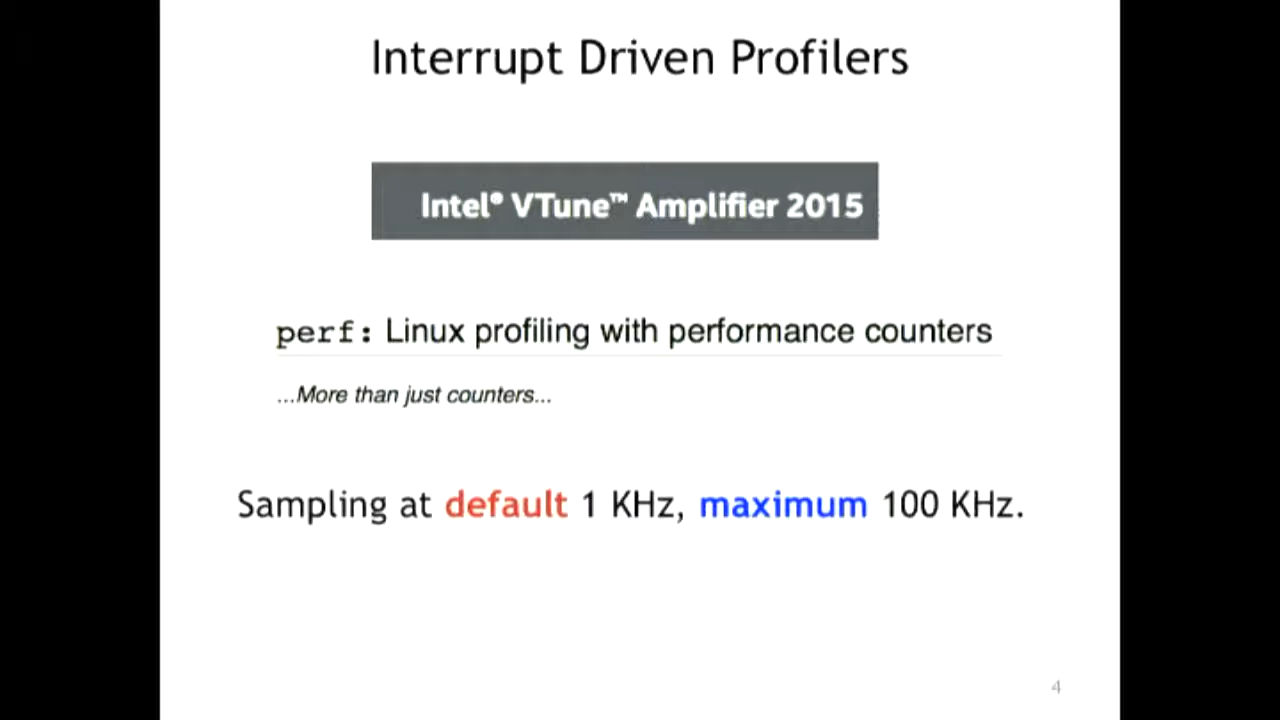 Interrupt Driven Profilers
Intel® VTune™ Amplifier 2015
perf: Linux profiling with performance counters
...More than just counters...
Sampling at default 1 KHz, maximum 100 KHz.
4